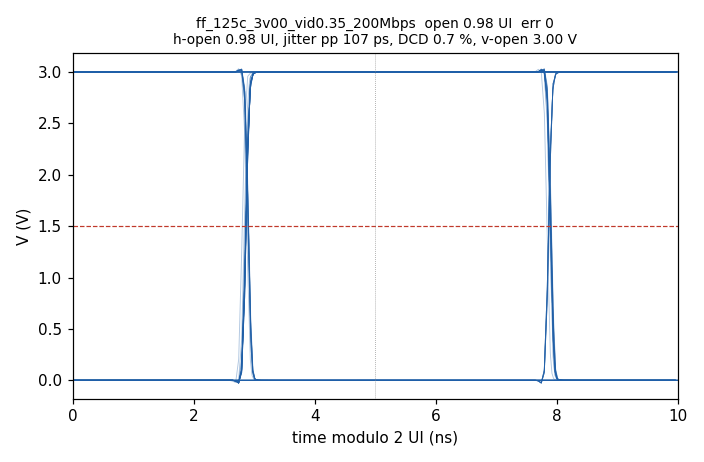 ff_125c_3v00_vid0.35_200Mbps  open 0.98 UI  err 0
h-open 0.98 UI, jitter pp 107 ps, DCD 0.7 %, v-open 3.00 V
3.0
2.5
2.0
1.5
1.0
0.5
0.0
V (V)
0 2 4 6 8 10
time modulo 2 UI (ns)